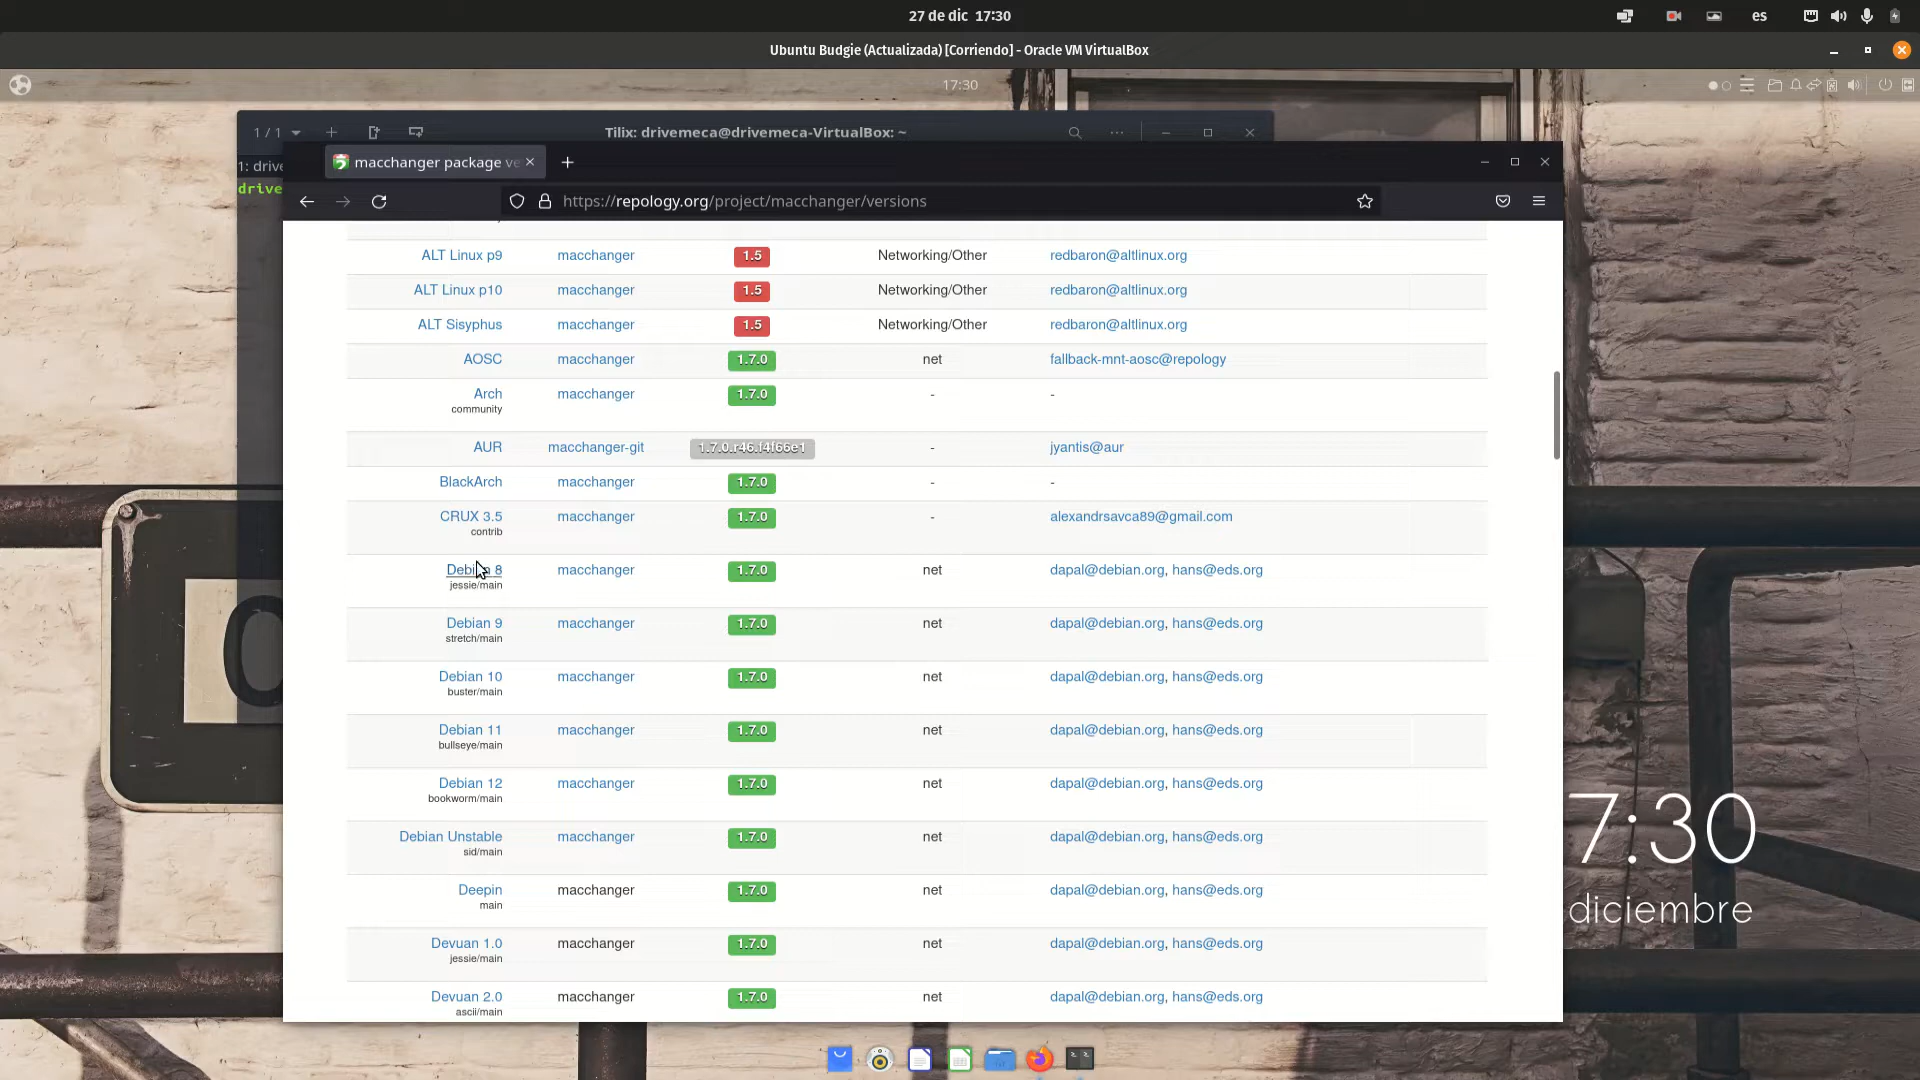 27 de dic 17:30
es
Ubuntu Budgie (Actualizada) [Corriendo] - Oracle VM VirtualBox
17:30
1 / 1
Tilix: drivemeca@drivemeca-VirtualBox: ~
1: drive
drive
macchanger package ve
https://repology.org/project/macchanger/versions
ALT Linux p9 macchanger 1.5 Networking/Other redbaron@altlinux.org
ALT Linux p10 macchanger 1.5 Networking/Other redbaron@altlinux.org
ALT Sisyphus macchanger 1.5 Networking/Other redbaron@altlinux.org
AOSC macchanger 1.7.0 net fallback-mnt-aosc@repology
Arch macchanger 1.7.0 - -
community
AUR macchanger-git 1.7.0.r46.f4f66e1 - jyantis@aur
BlackArch macchanger 1.7.0 - -
CRUX 3.5 macchanger 1.7.0 - alexandrsavca89@gmail.com
contrib
Debian 8 macchanger 1.7.0 net dapal@debian.org, hans@eds.org
jessie/main
Debian 9 macchanger 1.7.0 net dapal@debian.org, hans@eds.org
stretch/main
Debian 10 macchanger 1.7.0 net dapal@debian.org, hans@eds.org
buster/main
Debian 11 macchanger 1.7.0 net dapal@debian.org, hans@eds.org
bullseye/main
Debian 12 macchanger 1.7.0 net dapal@debian.org, hans@eds.org
bookworm/main
Debian Unstable macchanger 1.7.0 net dapal@debian.org, hans@eds.org
sid/main
Deepin macchanger 1.7.0 net dapal@debian.org, hans@eds.org
main
Devuan 1.0 macchanger 1.7.0 net dapal@debian.org, hans@eds.org
jessie/main
Devuan 2.0 macchanger 1.7.0 net dapal@debian.org, hans@eds.org
ascii/main
7:30
diciembre